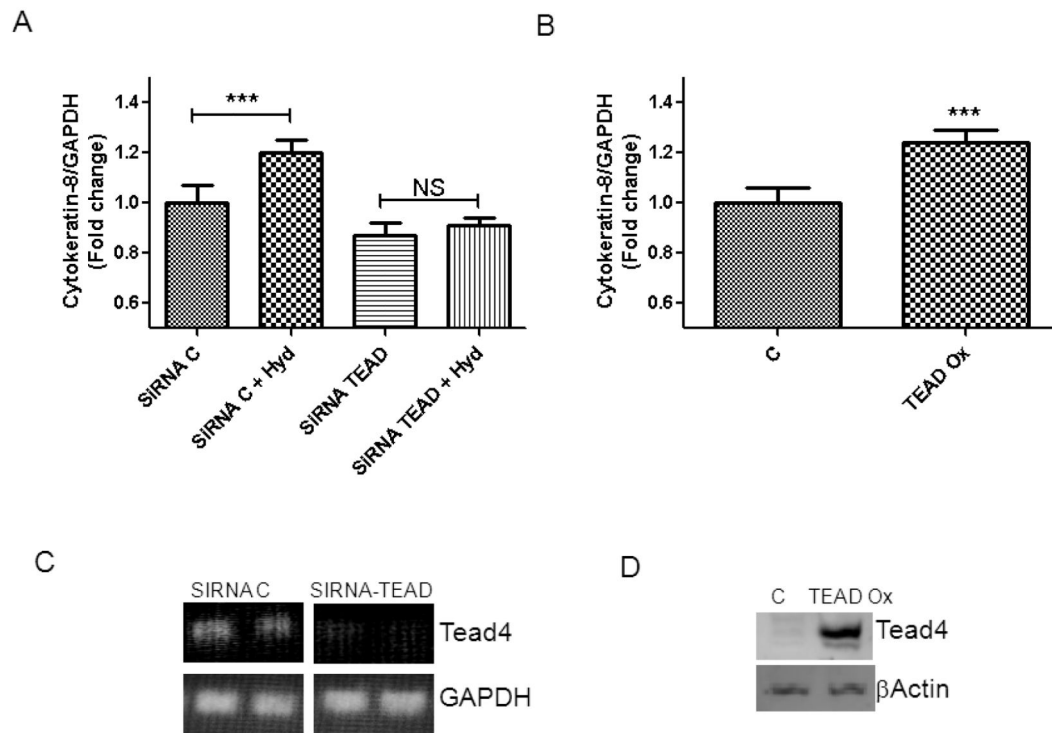 A
Cytokeratin-8/GAPDH
(Fold change)
1.4
1.2
1.0
0.8
0.6
***
NS
SiRNA C
SiRNA C + Hyd
SiRNA TEAD
SiRNA TEAD + Hyd
B
Cytokeratin-8/GAPDH
(Fold change)
1.4
1.2
1.0
0.8
0.6
***
C
TEAD Ox
C
SIRNA C SIRNA-TEAD
Tead4
GAPDH
D
C TEAD Ox
Tead4
βActin